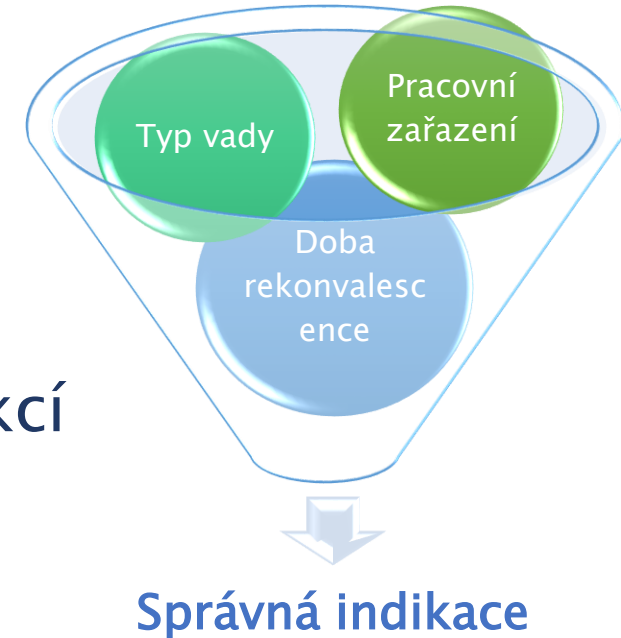 Typ vady
Pracovní
zařazení
Doba
rekonvalesc
ence
kcí
Správná indikace